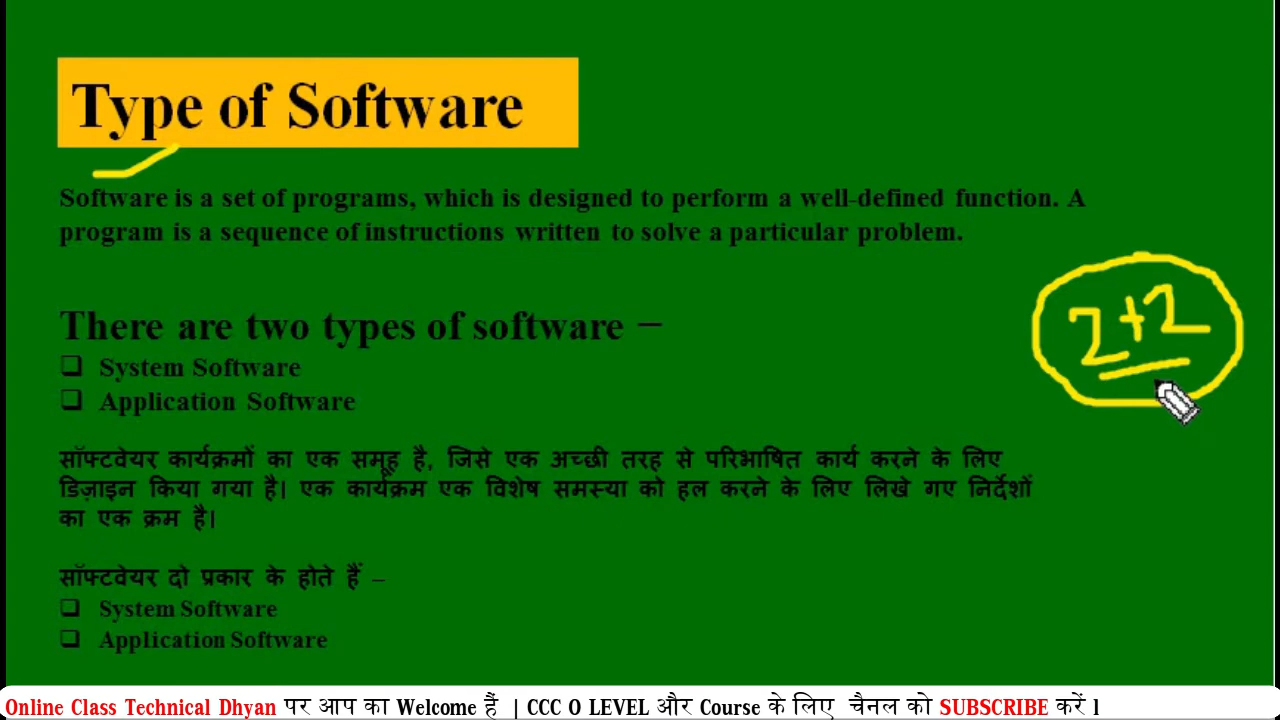 Type of Software
Software is a set of programs, which is designed to perform a well-defined function. A
program is a sequence of instructions written to solve a particular problem.
There are two types of software –
❑ System Software
❑ Application Software
2+2
सॉफ्टवेयर कार्यक्रमों का एक समूह है, जिसे एक अच्छी तरह से परिभाषित कार्य करने के लिए
डिज़ाइन किया गया है। एक कार्यक्रम एक विशेष समस्या को हल करने के लिए लिखे गए निर्देशों
का एक क्रम है।
सॉफ्टवेयर दो प्रकार के होते हैं –
❑ System Software
❑ Application Software
Online Class Technical Dhyan पर आप का Welcome हैं | CCC O LEVEL और Course के लिए चैनल को SUBSCRIBE करें l